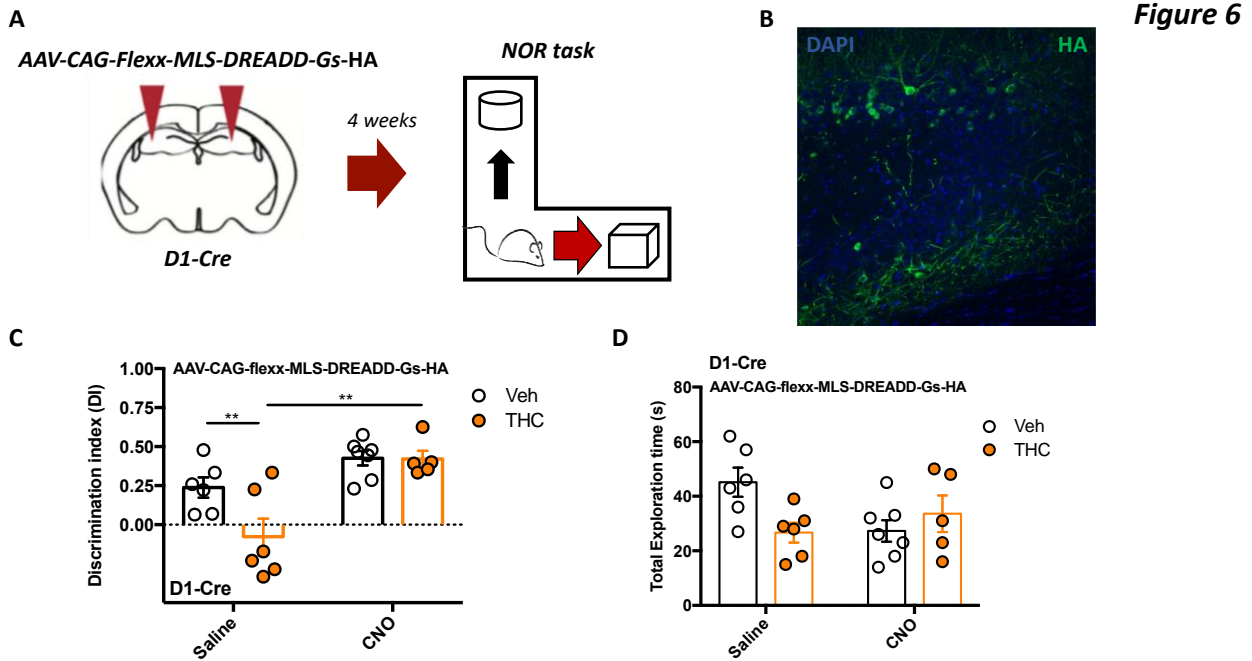 Figure 6
A
AAV-CAG-Flexx-MLS-DREADD-Gs-HA
D1-Cre
4 weeks
NOR task
B
DAPI
HA
C
AAV-CAG-flexx-MLS-DREADD-Gs-HA
Discrimination index (DI)
1.00
0.75
0.50
0.25
0.00
**
**
Veh
THC
D1-Cre
Saline
CNO
D
D1-Cre
AAV-CAG-flexx-MLS-DREADD-Gs-HA
Total Exploration time (s)
80
60
40
20
0
Veh
THC
Saline
CNO